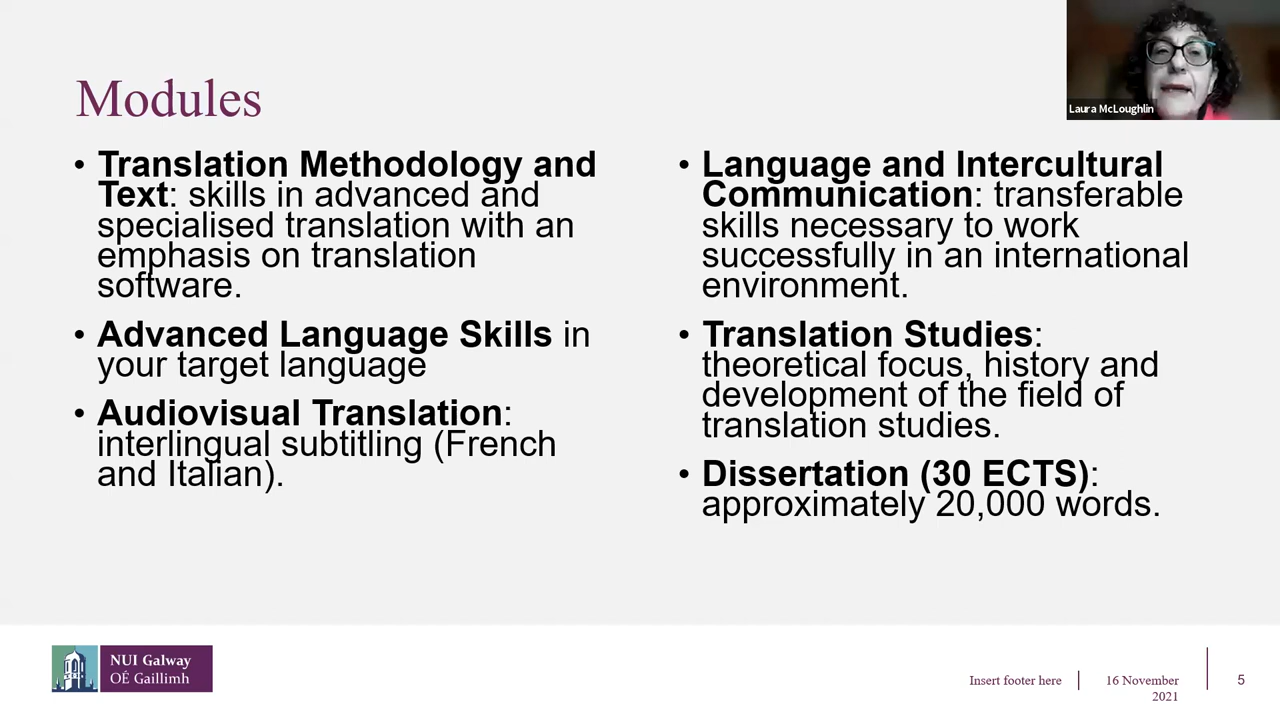 Modules
• Translation Methodology and
Text: skills in advanced and
specialised translation with an
emphasis on translation
software.
• Advanced Language Skills in
your target language
• Audiovisual Translation:
interlingual subtitling (French
and Italian).
• Language and Intercultural
Communication: transferable
skills necessary to work
successfully in an international
environment.
• Translation Studies:
theoretical focus, history and
development of the field of
translation studies.
• Dissertation (30 ECTS):
approximately 20,000 words.
Laura McLoughlin
NUI Galway
OÉ Gaillimh
Insert footer here
16 November
2021
5